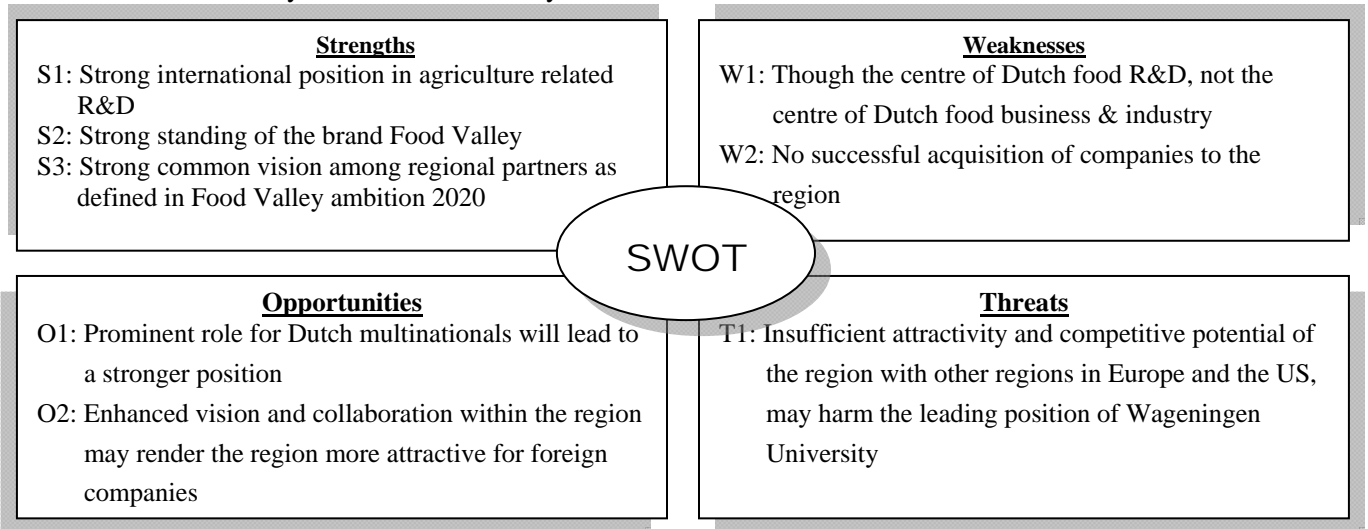 Strengths
S1: Strong international position in agriculture related
R&D
S2: Strong standing of the brand Food Valley
S3: Strong common vision among regional partners as
defined in Food Valley ambition 2020
Weaknesses
W1: Though the centre of Dutch food R&D, not the
centre of Dutch food business & industry
W2: No successful acquisition of companies to the
region
SWOT
Opportunities
O1: Prominent role for Dutch multinationals will lead to
a stronger position
O2: Enhanced vision and collaboration within the region
may render the region more attractive for foreign
companies
Threats
T1: Insufficient attractivity and competitive potential of
the region with other regions in Europe and the US,
may harm the leading position of Wageningen
University